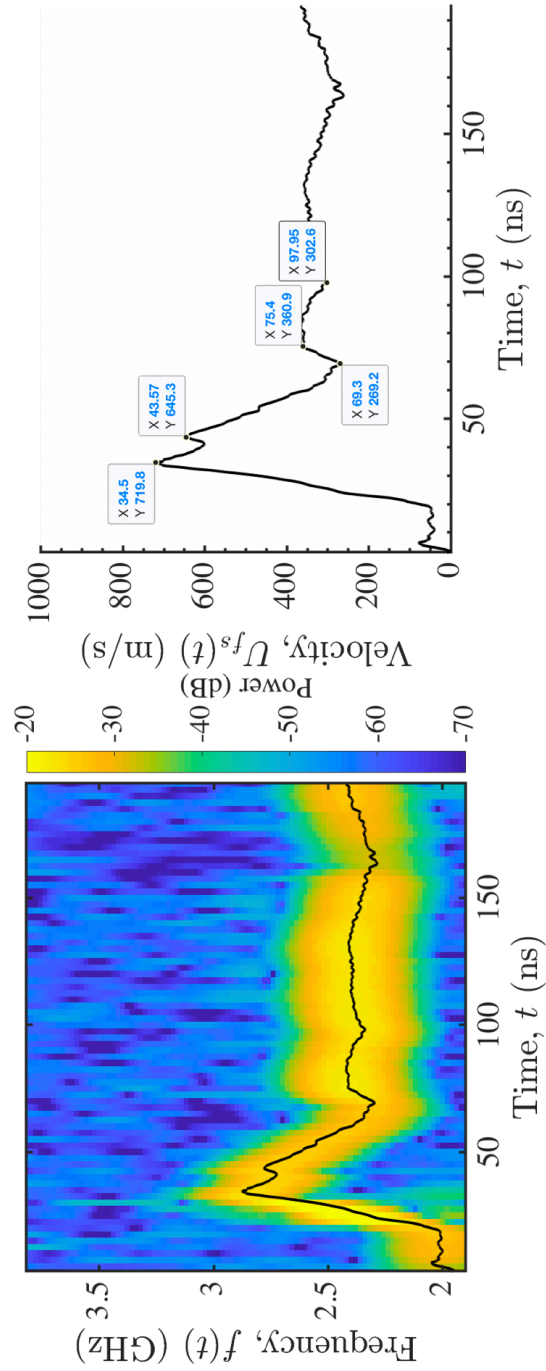 Frequency, f(t) (GHz)
3.5
3
2.5
2
50
100
150
Time, t (ns)
Power (dB)
-20
-30
-40
-50
-60
-70
Velocity, U_{fs}(t) (m/s)
1000
800
600
400
200
0
X 34.5
Y 719.8
X 43.57
Y 645.3
X 69.3
Y 269.2
X 75.4
Y 360.9
X 97.95
Y 302.6
50
100
150
Time, t (ns)